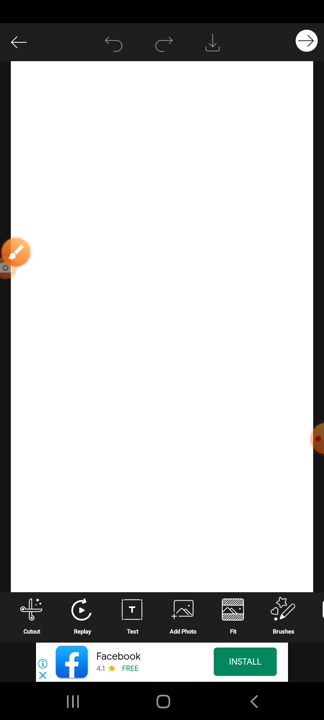 Cutout
Replay
Text
Add Photo
Fit
Brushes
Facebook
4.1 ★ FREE
INSTALL